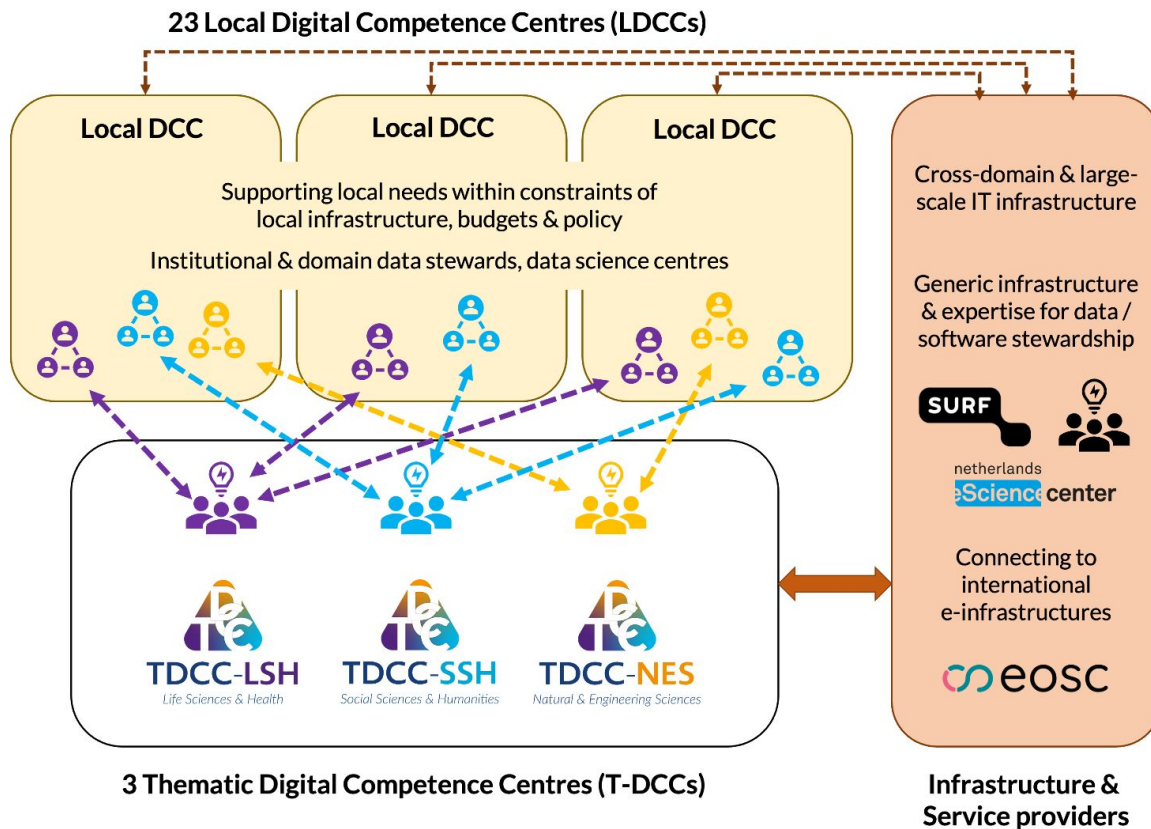 23 Local Digital Competence Centres (LDCCs)
Local DCC
Local DCC
Local DCC
Supporting local needs within constraints of
local infrastructure, budgets & policy
Institutional & domain data stewards, data science centres
DCC
T
TDCC-LSH
Life Sciences & Health
DCC
T
TDCC-SSH
Social Sciences & Humanities
DCC
T
TDCC-NES
Natural & Engineering Sciences
3 Thematic Digital Competence Centres (T-DCCs)
Cross-domain & large-
scale IT infrastructure
Generic infrastructure
& expertise for data /
software stewardship
SURF
netherlands
eScience center
Connecting to
international
e-infrastructures
eosc
Infrastructure &
Service providers